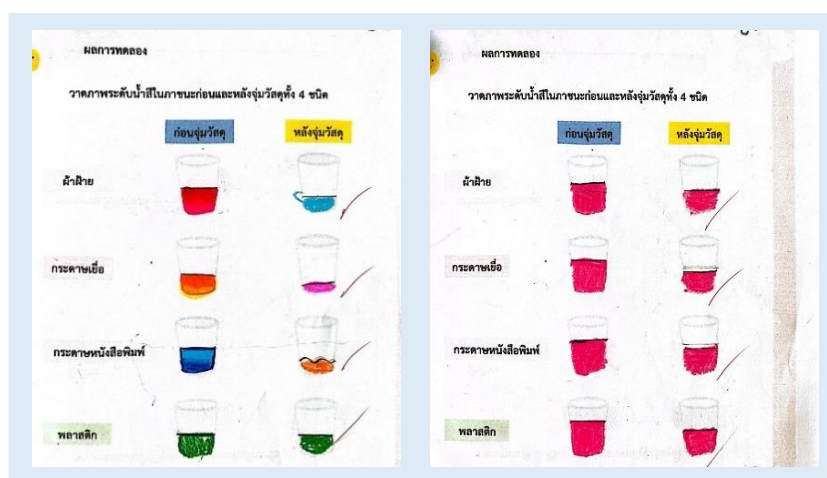 ผลการทดลอง
วาดภาพระดับน้ำสีในภาชนะก่อนและหลังจุ่มวัสดุทั้ง 4 ชนิด
ก่อนจุ่มวัสดุ
หลังจุ่มวัสดุ
ผ้าฝ้าย
กระดาษเยื่อ
กระดาษหนังสือพิมพ์
พลาสติก
ผลการทดลอง
วาดภาพระดับน้ำสีในภาชนะก่อนและหลังจุ่มวัสดุทั้ง 4 ชนิด
ก่อนจุ่มวัสดุ
หลังจุ่มวัสดุ
ผ้าฝ้าย
กระดาษเยื่อ
กระดาษหนังสือพิมพ์
พลาสติก